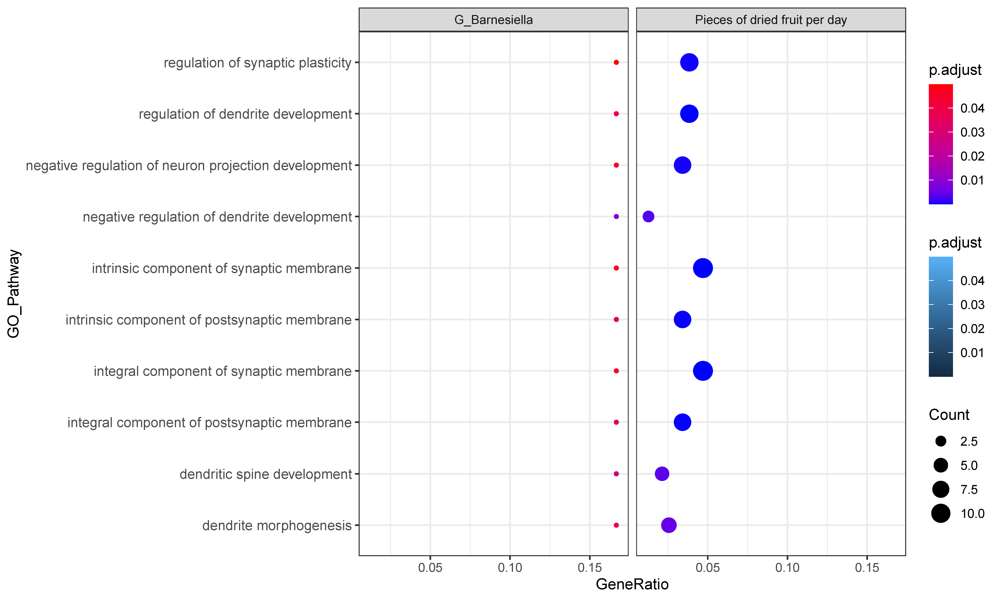 G_Barnesiella
Pieces of dried fruit per day
GO_Pathway
regulation of synaptic plasticity
regulation of dendrite development
negative regulation of neuron projection development
negative regulation of dendrite development
intrinsic component of synaptic membrane
intrinsic component of postsynaptic membrane
integral component of synaptic membrane
integral component of postsynaptic membrane
dendritic spine development
dendrite morphogenesis
0.05 0.10 0.15
0.05 0.10 0.15
GeneRatio
p.adjust
0.04
0.03
0.02
0.01
p.adjust
0.04
0.03
0.02
0.01
Count
2.5
5.0
7.5
10.0